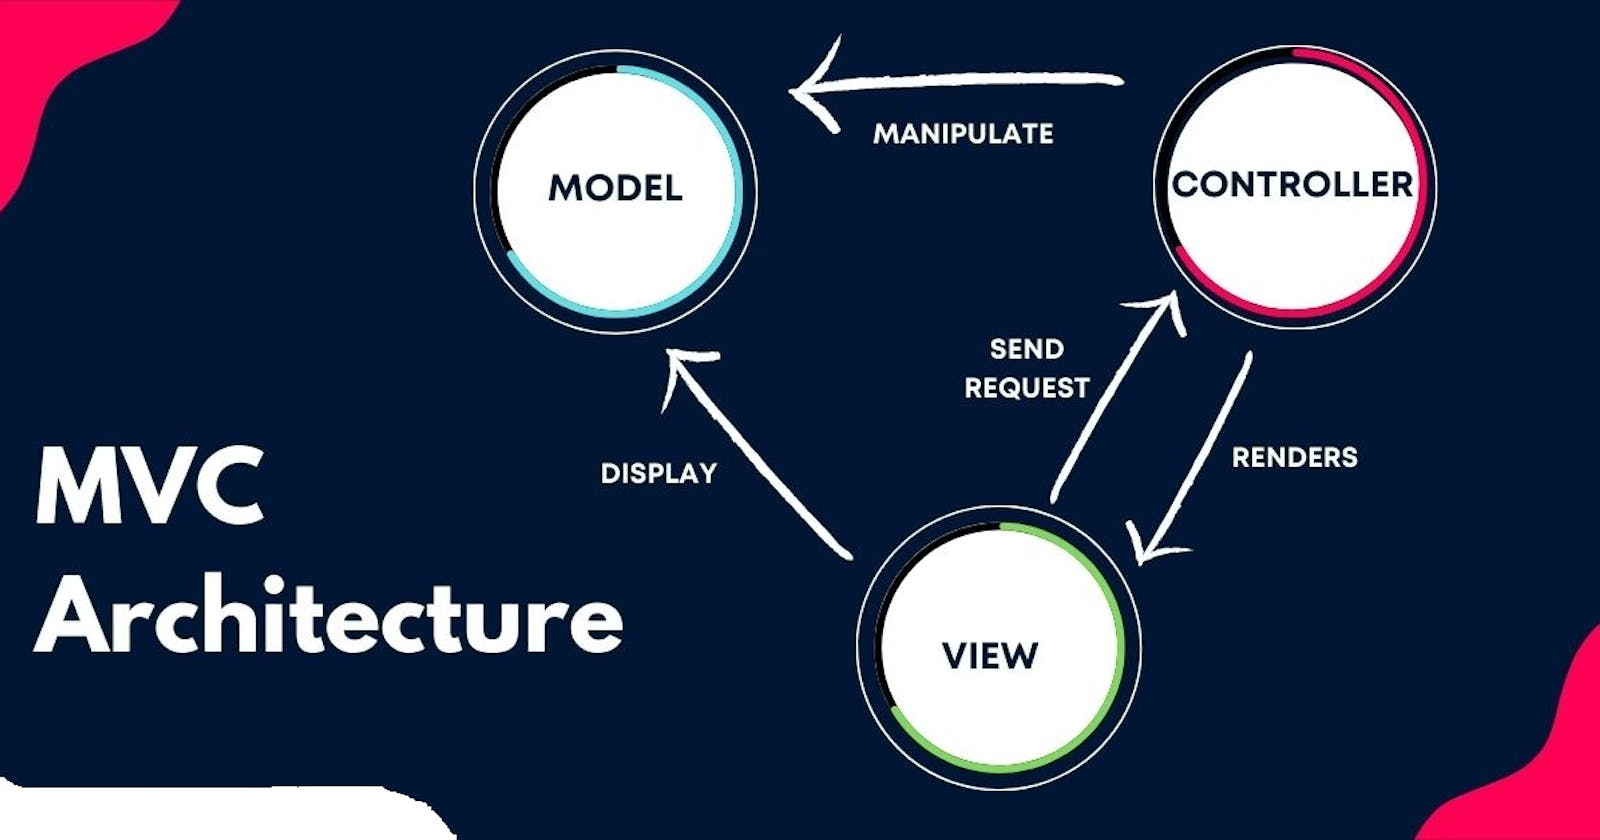 MODEL
MANIPULATE
CONTROLLER
SEND
REQUEST
RENDERS
DISPLAY
VIEW
MVC
Architecture